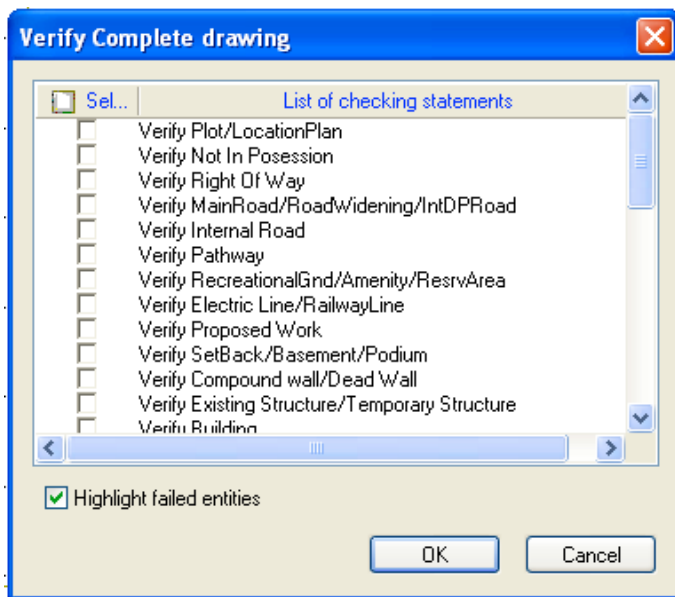 Verify Complete drawing
Sel... List of checking statements
Verify Plot/LocationPlan
Verify Not In Posession
Verify Right Of Way
Verify MainRoad/RoadWidening/IntDPRoad
Verify Internal Road
Verify Pathway
Verify RecreationalGnd/Amenity/ResrvArea
Verify Electric Line/RailwayLine
Verify Proposed Work
Verify SetBack/Basement/Podium
Verify Compound wall/Dead Wall
Verify Existing Structure/Temporary Structure
Verify Building
Highlight failed entities
OK Cancel